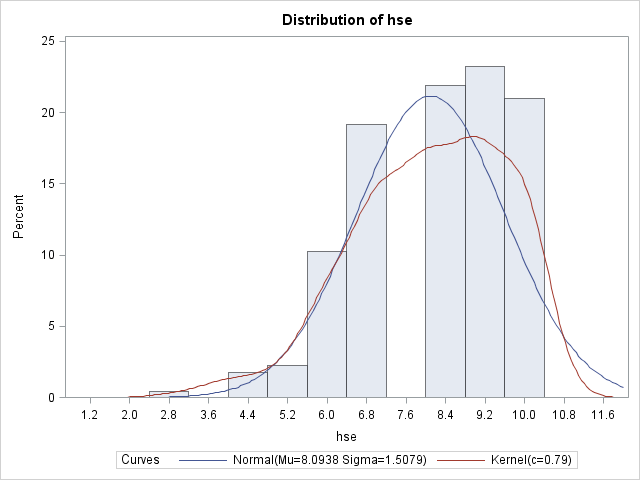 Distribution of hse
25
20
15
10
5
0
Percent
1.2 2.0 2.8 3.6 4.4 5.2 6.0 6.8 7.6 8.4 9.2 10.0 10.8 11.6
hse
Curves Normal(Mu=8.0938 Sigma=1.5079) Kernel(c=0.79)